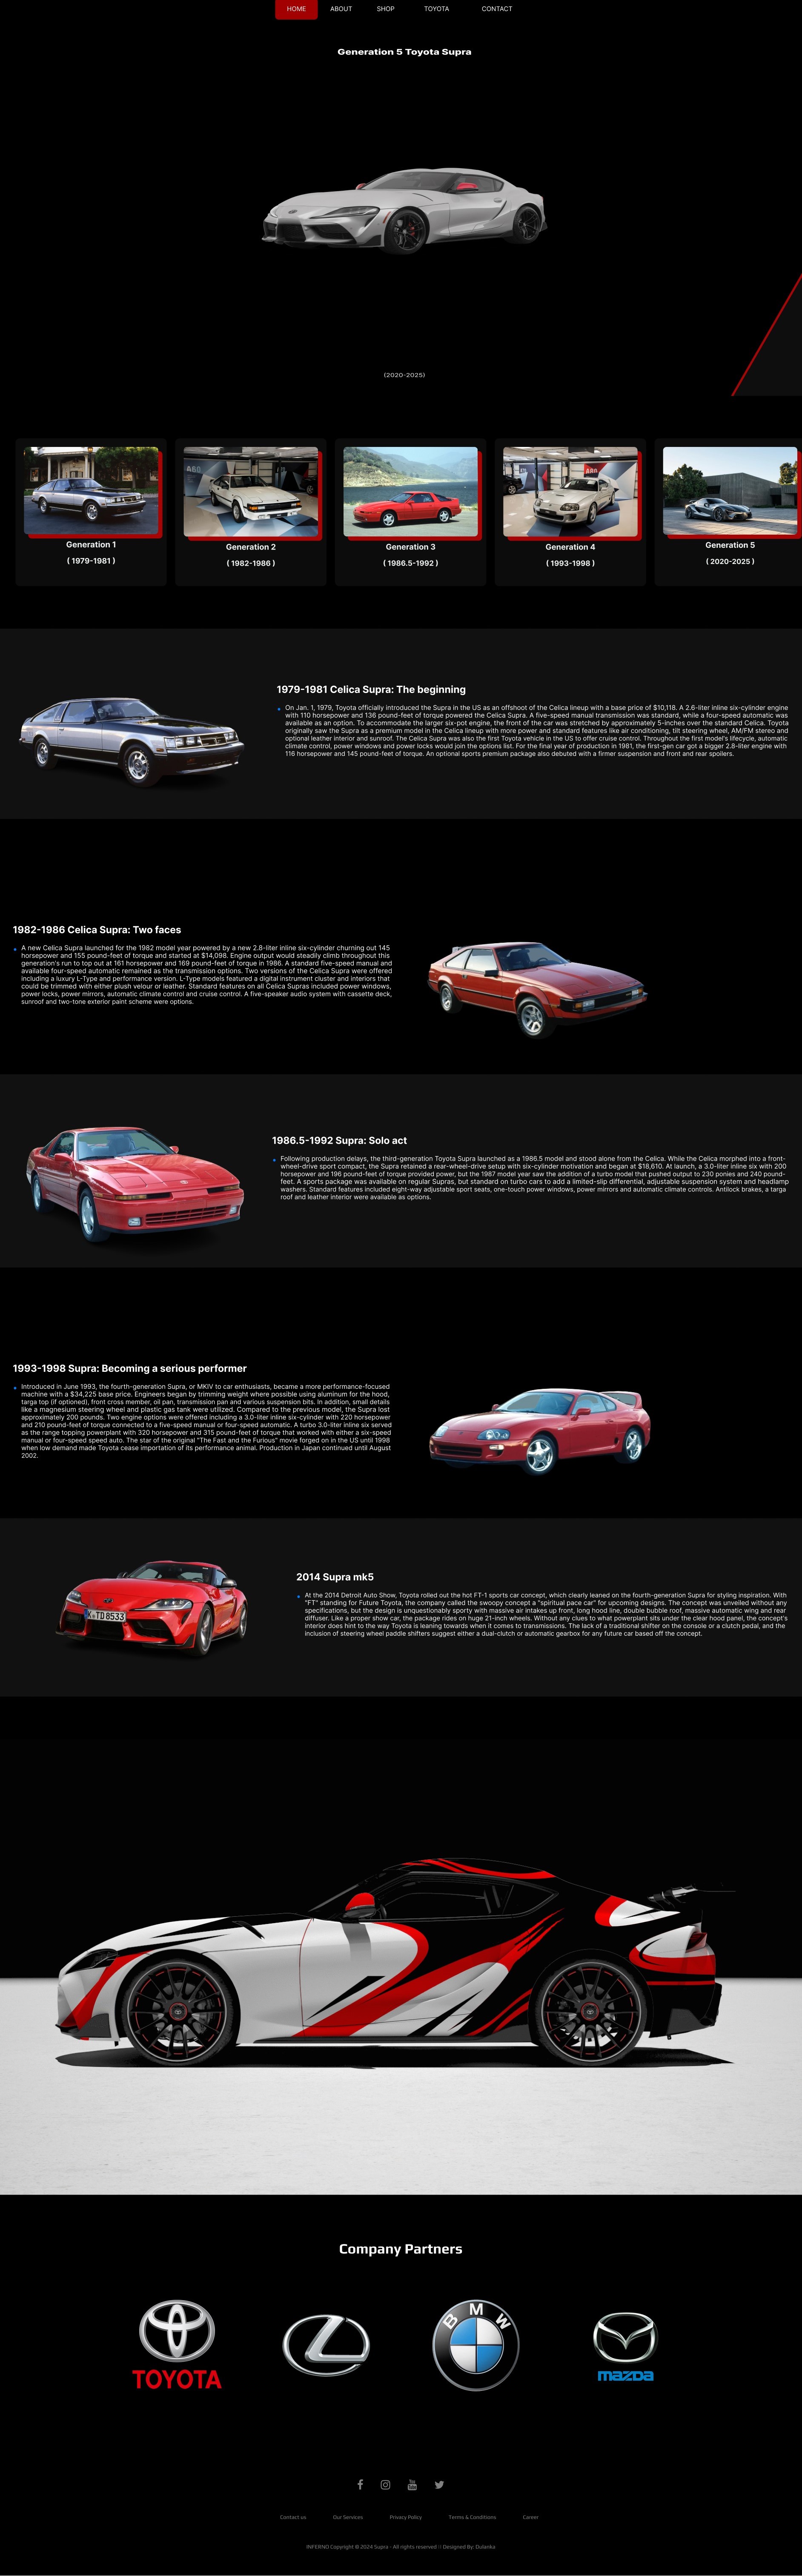 HOME ABOUT SHOP TOYOTA CONTACT
Generation 5 Toyota Supra
(2020-2025)
Generation 1
( 1979-1981 )
Generation 2
( 1982-1986 )
Generation 3
( 1986.5-1992 )
Generation 4
( 1993-1998 )
Generation 5
( 2020-2025 )
1979-1981 Celica Supra: The beginning
On Jan. 1, 1979, Toyota officially introduced the Supra in the US as an offshoot of the Celica lineup with a base price of $10,118. A 2.6-liter inline six-cylinder engine
with 110 horsepower and 136 pound-feet of torque powered the Celica Supra. A five-speed manual transmission was standard, while a four-speed automatic was
available as an option. To accommodate the larger six-pot engine, the front of the car was stretched by approximately 5-inches over the standard Celica. Toyota
originally saw the Supra as a premium model in the Celica lineup with more power and standard features like air conditioning, tilt steering wheel, AM/FM stereo and
optional leather interior and sunroof. The Celica Supra was also the first Toyota vehicle in the US to offer cruise control. Throughout the first model's lifecycle, automatic
climate control, power windows and power locks would join the options list. For the final year of production in 1981, the first-gen car got a bigger 2.8-liter engine with
116 horsepower and 145 pound-feet of torque. An optional sports premium package also debuted with a firmer suspension and front and rear spoilers.
1982-1986 Celica Supra: Two faces
A new Celica Supra launched for the 1982 model year powered by a new 2.8-liter inline six-cylinder churning out 145
horsepower and 155 pound-feet of torque and started at $14,098. Engine output would steadily climb throughout this
generation's run to top out at 161 horsepower and 169 pound-feet of torque in 1986. A standard five-speed manual and
available four-speed automatic remained as the transmission options. Two versions of the Celica Supra were offered
including a luxury L-Type and performance version. L-Type models featured a digital instrument cluster and interiors that
could be trimmed with either plush velour or leather. Standard features on all Celica Supras included power windows,
power locks, power mirrors, automatic climate control and cruise control. A five-speaker audio system with cassette deck,
sunroof and two-tone exterior paint scheme were options.
1986.5-1992 Supra: Solo act
Following production delays, the third-generation Toyota Supra launched as a 1986.5 model and stood alone from the Celica. While the Celica morphed into a front-
wheel-drive sport compact, the Supra retained a rear-wheel-drive setup with six-cylinder motivation and began at $18,610. At launch, a 3.0-liter inline six with 200
horsepower and 196 pound-feet of torque provided power, but the 1987 model year saw the addition of a turbo model that pushed output to 230 ponies and 240 pound-
feet. A sports package was available on regular Supras, but standard on turbo cars to add a limited-slip differential, adjustable suspension system and headlamp
washers. Standard features included eight-way adjustable sport seats, one-touch power windows, power mirrors and automatic climate controls. Antilock brakes, a targa
roof and leather interior were available as options.
1993-1998 Supra: Becoming a serious performer
Introduced in June 1993, the fourth-generation Supra, or MKIV to car enthusiasts, became a more performance-focused
machine with a $34,225 base price. Engineers began by trimming weight where possible using aluminum for the hood,
targa top (if optioned), front cross member, oil pan, transmission pan and various suspension bits. In addition, small details
like a magnesium steering wheel and plastic gas tank were utilized. Compared to the previous model, the Supra lost
approximately 200 pounds. Two engine options were offered including a 3.0-liter inline six-cylinder with 220 horsepower
and 210 pound-feet of torque connected to a five-speed manual or four-speed automatic. A turbo 3.0-liter inline six served
as the range topping powerplant with 320 horsepower and 315 pound-feet of torque that worked with either a six-speed
manual or four-speed speed auto. The star of the original "The Fast and the Furious" movie forged on in the US until 1998
when low demand made Toyota cease importation of its performance animal. Production in Japan continued until August
2002.
K TD 8533
2014 Supra mk5
At the 2014 Detroit Auto Show, Toyota rolled out the hot FT-1 sports car concept, which clearly leaned on the fourth-generation Supra for styling inspiration. With
"FT" standing for Future Toyota, the company called the swoopy concept a "spiritual pace car" for upcoming designs. The concept was unveiled without any
specifications, but the design is unquestionably sporty with massive air intakes up front, long hood line, double bubble roof, massive automatic wing and rear
diffuser. Like a proper show car, the package rides on huge 21-inch wheels. Without any clues to what powerplant sits under the clear hood panel, the concept's
interior does hint to the way Toyota is leaning towards when it comes to transmissions. The lack of a traditional shifter on the console or a clutch pedal, and the
inclusion of steering wheel paddle shifters suggest either a dual-clutch or automatic gearbox for any future car based off the concept.
Company Partners
TOYOTA
BMW
mazda
Contact us Our Services Privacy Policy Terms & Conditions Career
INFERNO Copyright © 2024 Supra - All rights reserved || Designed By: Dulanka